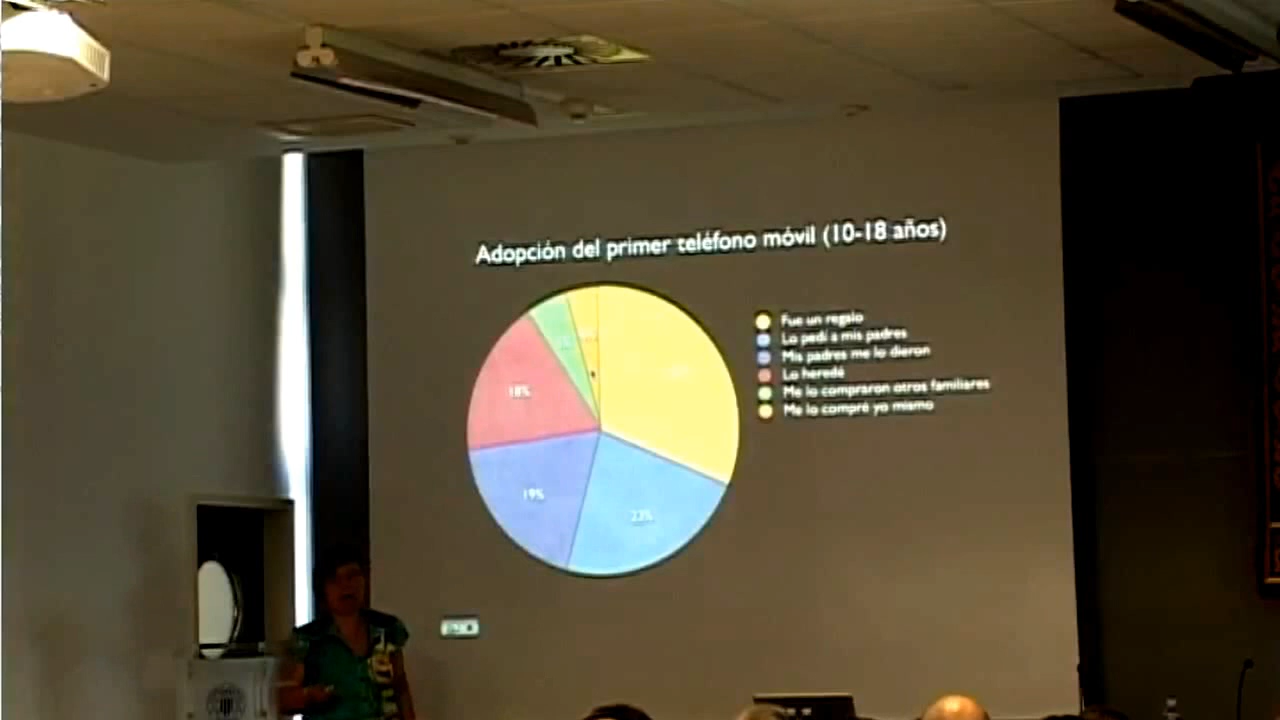 Adopción del primer teléfono móvil (10-18 años)
Fue un regalo
Lo pedí a mis padres
Mis padres me lo dieron
Lo heredé
Me lo compraron otros familiares
Me lo compré yo mismo
18%
19%